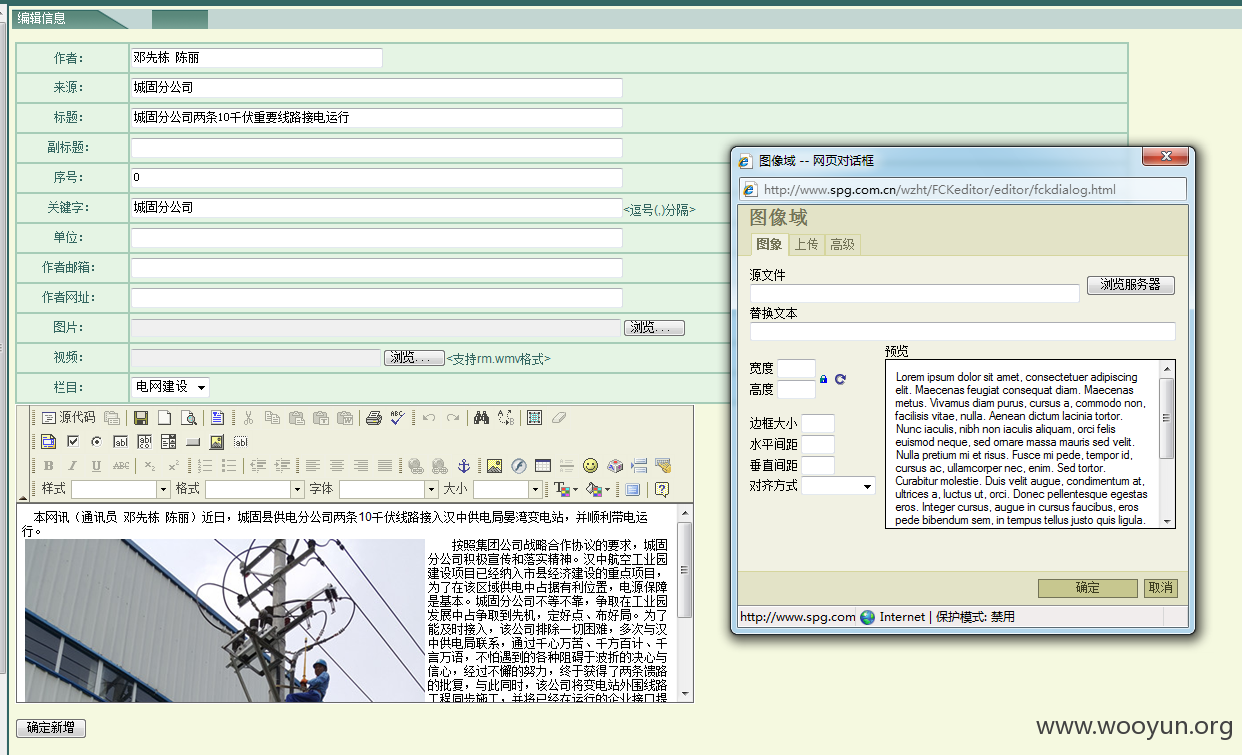 编辑信息
作者：
邓先栋 陈丽
来源：
城固分公司
标题：
城固分公司两条10千伏重要线路接电运行
副标题：
序号：
0
关键字：
城固分公司
<逗号(,)分隔>
单位：
作者邮箱：
作者网址：
图片：
浏览...
视频：
浏览...
<支持rm.wmv格式>
栏目：
电网建设
源代码
样式
格式
字体
大小
本网讯（通讯员 邓先栋 陈丽）近日，城固县供电分公司两条10千伏线路接入汉中供电局晏湾变电站，并顺利带电运
行。
按照集团公司战略合作协议的要求，城固
分公司积极宣传和落实精神。汉中航空工业园
建设项目已经纳入市县经济建设的重点项目，
为了在该区域供电中占据有利位置，电源保障
是基本。城固分公司不等不靠，争取在工业园
发展中占争取到先机，定好点、布好局。为了
能及时接入，该公司排除一切困难，多次与汉
中供电局联系，通过千心万苦、千方百计、千
言万语，不怕遇到的各种阻碍于波折的决心与
信心，经过不懈的努力，终于获得了两条馈路
的批复，与此同时，该公司将变电站外围线路
工程同步施工，并将已经在运行的企业接口提
确定新增
图像域 -- 网页对话框
http://www.spg.com.cn/wzht/FCKeditor/editor/fckdialog.html
图像域
图象
上传
高级
源文件
浏览服务器
替换文本
宽度
高度
边框大小
水平间距
垂直间距
对齐方式
预览
Lorem ipsum dolor sit amet, consectetuer adipiscing
elit. Maecenas feugiat consequat diam. Maecenas
metus. Vivamus diam purus, cursus a, commodo non,
facilisis vitae, nulla. Aenean dictum lacinia tortor.
Nunc iaculis, nibh non iaculis aliquam, orci felis
euismod neque, sed ornare massa mauris sed velit.
Nulla pretium mi et risus. Fusce mi pede, tempor id,
cursus ac, ullamcorper nec, enim. Sed tortor.
Curabitur molestie. Duis velit augue, condimentum at,
ultrices a, luctus ut, orci. Donec pellentesque egestas
eros. Integer cursus, augue in cursus faucibus, eros
pede bibendum sem, in tempus tellus justo quis ligula.
确定
取消
http://www.spg.com
Internet | 保护模式: 禁用
www.wooyun.org